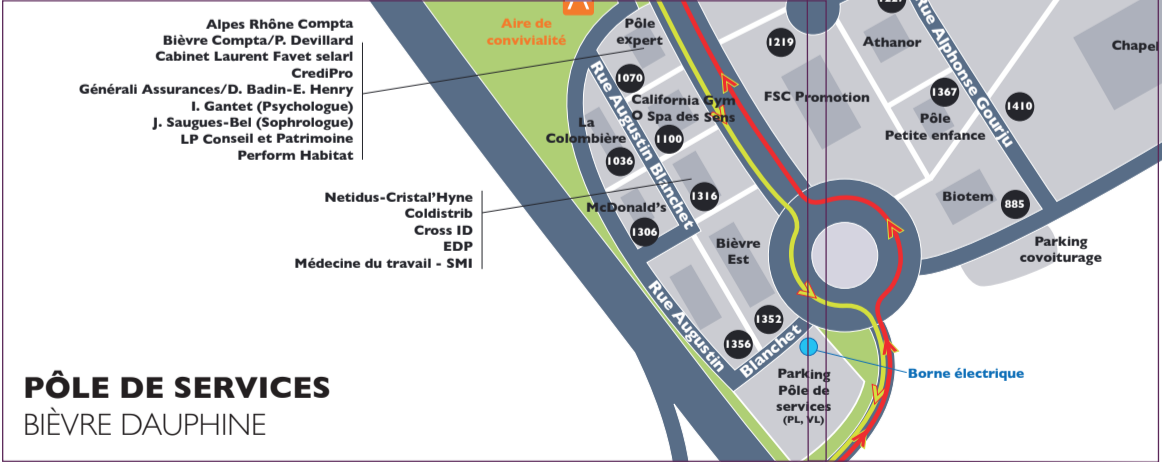 Alpes Rhône Compta
Bièvre Compta/P. Devillard
Cabinet Laurent Favet selarl
CrediPro
Générali Assurances/D. Badin-E. Henry
I. Gantet (Psychologue)
J. Saugues-Bel (Sophrologue)
LP Conseil et Patrimoine
Perform Habitat
Netidus-Cristal'Hyne
Coldistrib
Cross ID
EDP
Médecine du travail - SMI
Aire de
convivialité
Pôle
expert
1070
Rue Augustin Blanchet
California Gym
O Spa des Sens
1100
La
Colombière
1036
1316
McDonald's
1306
Bièvre
Est
1352
1356
Rue Augustin
Blanchet
1219
FSC Promotion
Athanor
Rue Alphonse Gourju
1367
Pôle
Petite enfance
1410
Chapel
Biotem
885
Parking
covoiturage
Borne électrique
Parking
Pôle de
services
(PL, VL)
PÔLE DE SERVICES
BIÈVRE DAUPHINE